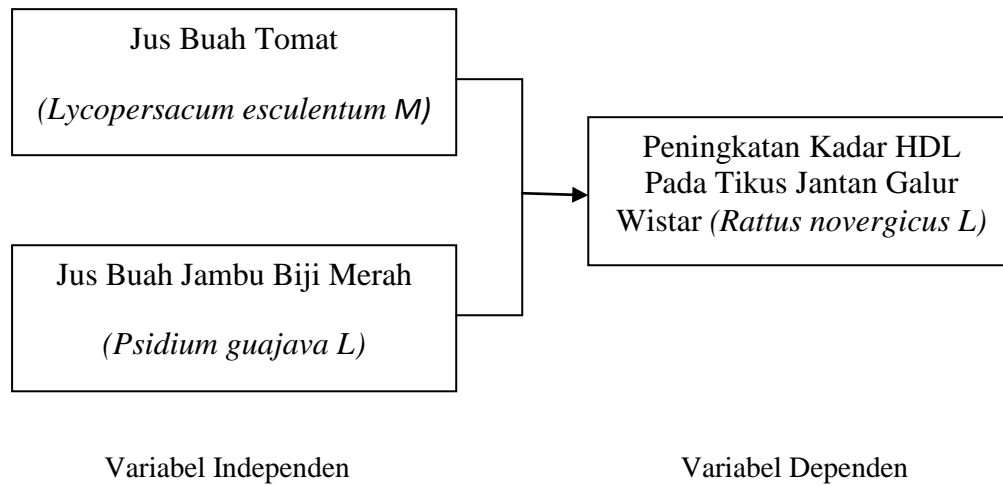 Jus Buah Tomat
(Lycopersacum esculentum M)
Peningkatan Kadar HDL
Pada Tikus Jantan Galur
Wistar (Rattus novergicus L)
Jus Buah Jambu Biji Merah
(Psidium guajava L)
Variabel Independen
Variabel Dependen